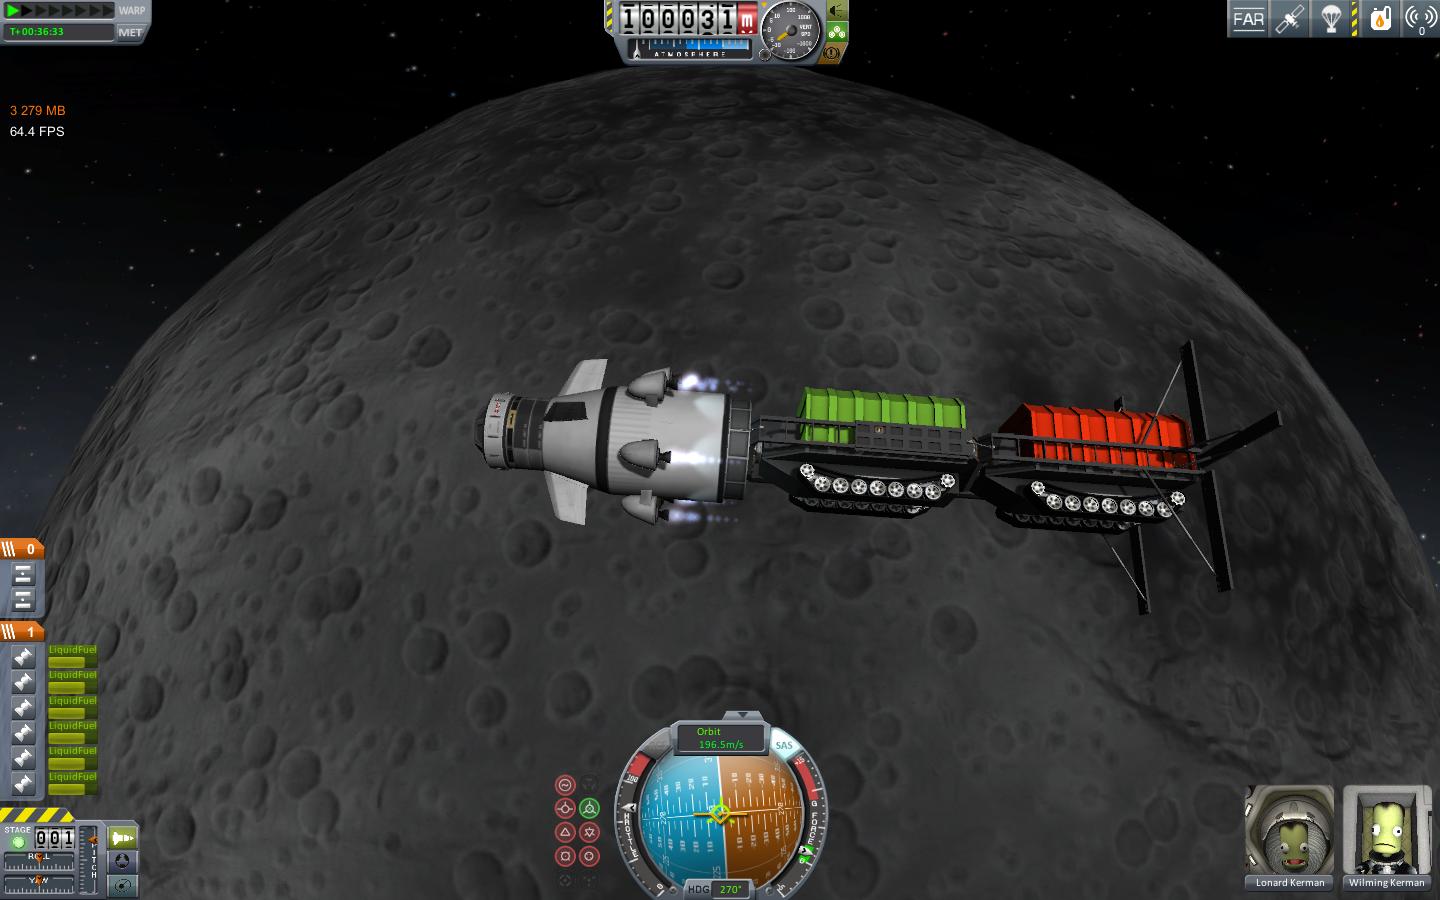 WARP
T+ 00:36:33
MET
100031 m
ATMOSPHERE
FAR
0
3 279 MB
64.4 FPS
0
1
LiquidFuel
LiquidFuel
LiquidFuel
LiquidFuel
LiquidFuel
LiquidFuel
STAGE
001
ROLL
YAW
PITCH
Orbit
196.5m/s
SAS
THROTTLE
G FORCE
HDG 270°
Lonard Kerman
Wilming Kerman